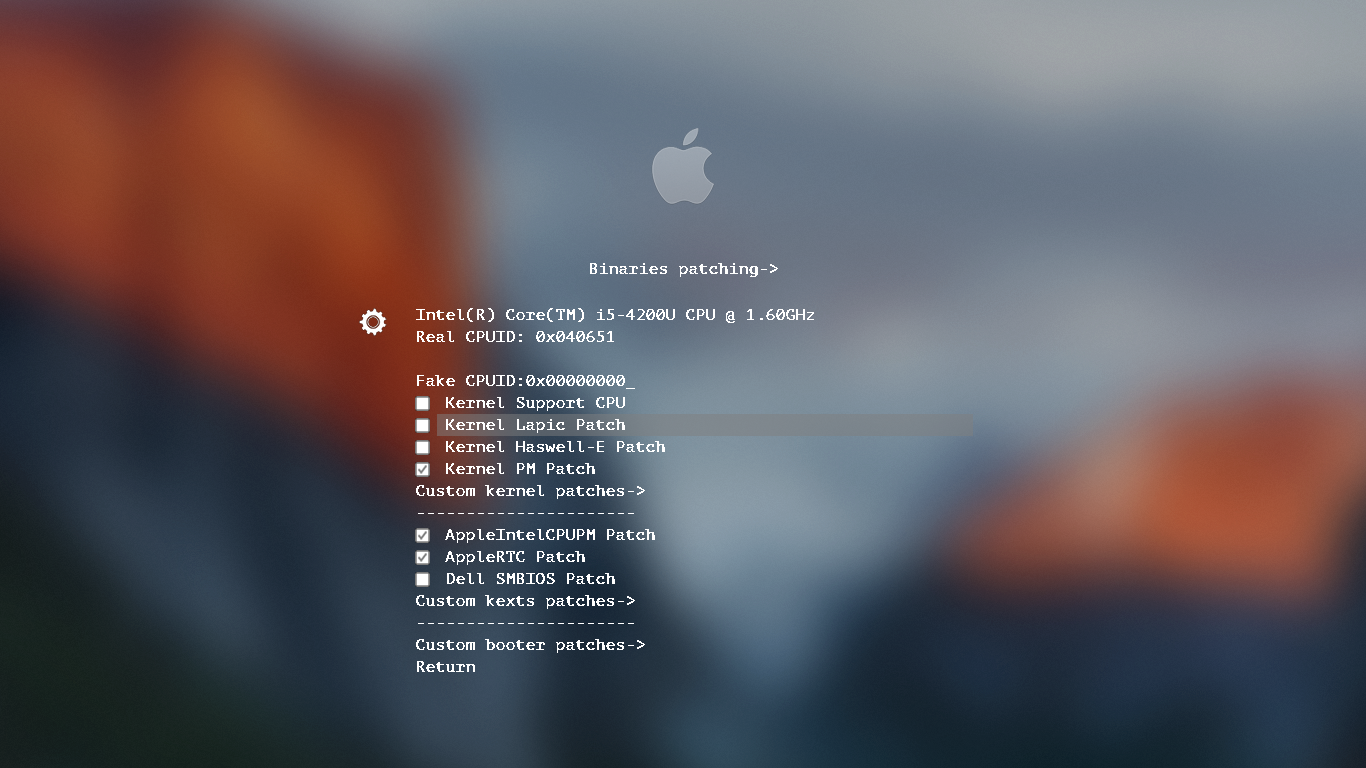 Binaries patching->
Intel(R) Core(TM) i5-4200U CPU @ 1.60GHz
Real CPUID: 0x040651
Fake CPUID:0x00000000_
Kernel Support CPU
Kernel Lapic Patch
Kernel Haswell-E Patch
Kernel PM Patch
Custom kernel patches->
----------------------
AppleIntelCPUPM Patch
AppleRTC Patch
Dell SMBIOS Patch
Custom kexts patches->
----------------------
Custom booter patches->
Return